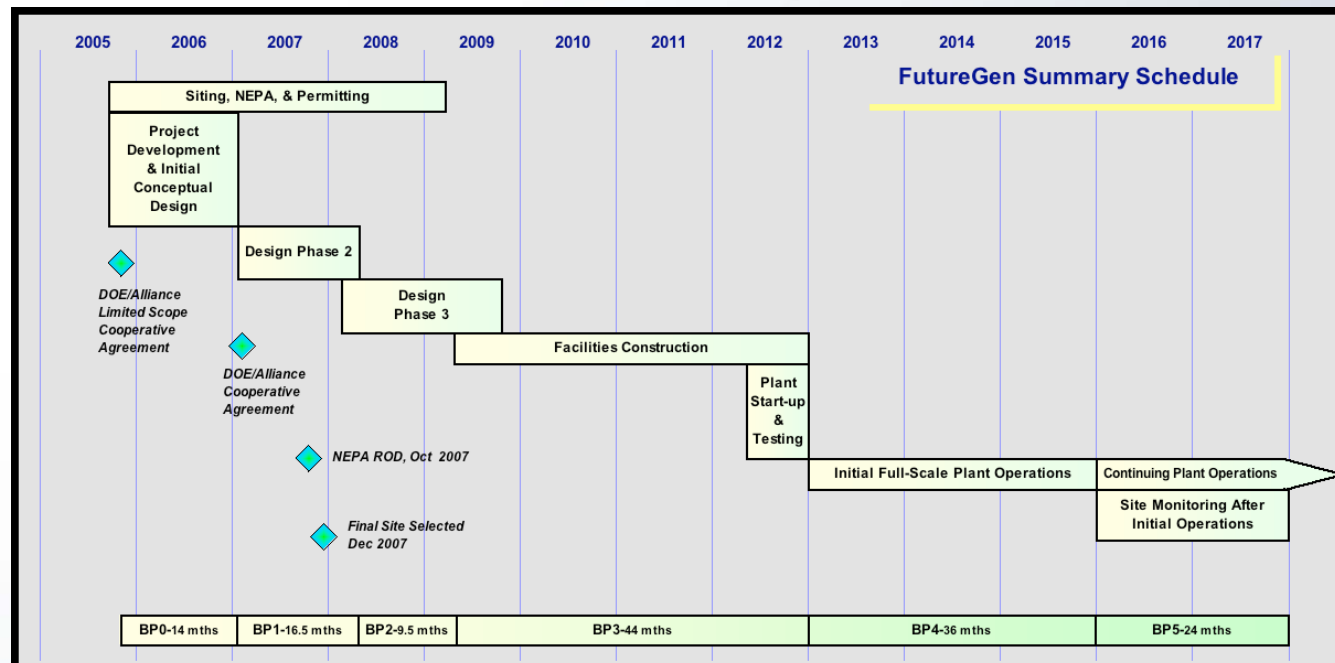 2005 2006 2007 2008 2009 2010 2011 2012 2013 2014 2015 2016 2017
FutureGen Summary Schedule
Siting, NEPA, & Permitting
Project
Development
& Initial
Conceptual
Design
Design Phase 2
DOE/Alliance
Limited Scope
Cooperative
Agreement
Design
Phase 3
DOE/Alliance
Cooperative
Agreement
Facilities Construction
Plant
Start-up
&
Testing
NEPA ROD, Oct 2007
Initial Full-Scale Plant Operations
Continuing Plant Operations
Final Site Selected
Dec 2007
Site Monitoring After
Initial Operations
BP0-14 mths BP1-16.5 mths BP2-9.5 mths BP3-44 mths BP4-36 mths BP5-24 mths